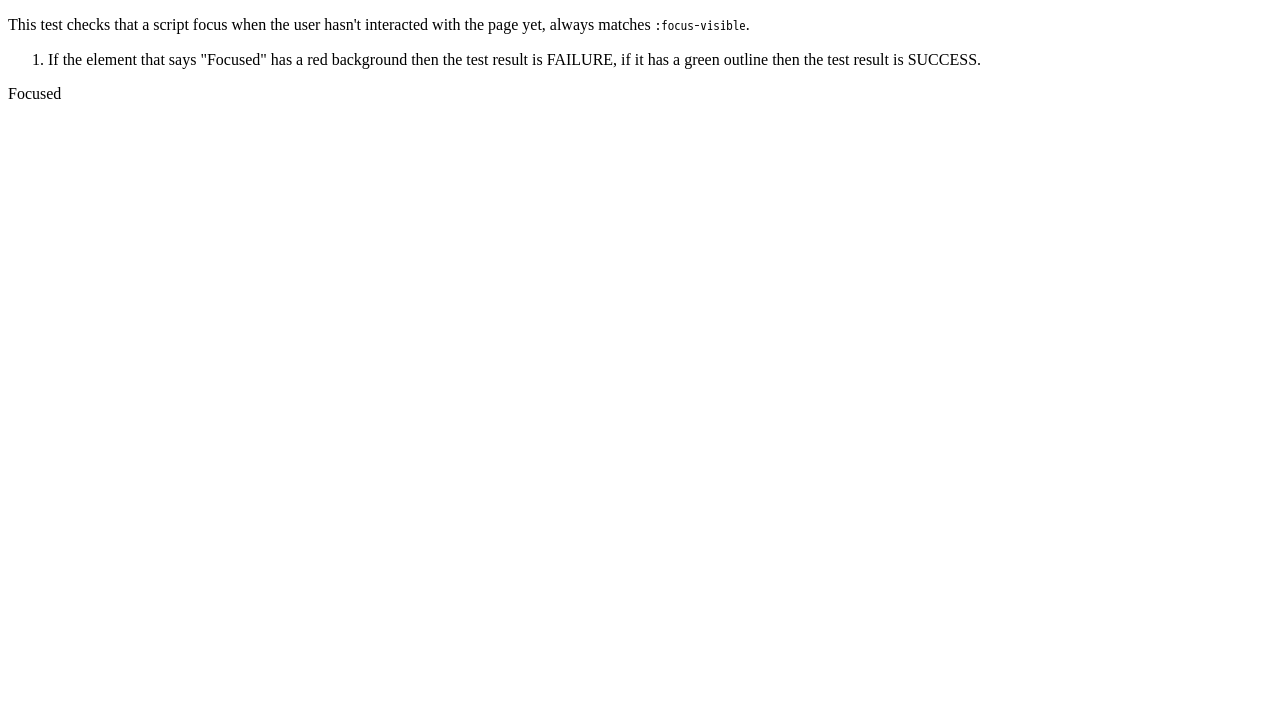 This test checks that a script focus when the user hasn't interacted with the page yet, always matches :focus-visible.
1. If the element that says "Focused" has a red background then the test result is FAILURE, if it has a green outline then the test result is SUCCESS.
Focused